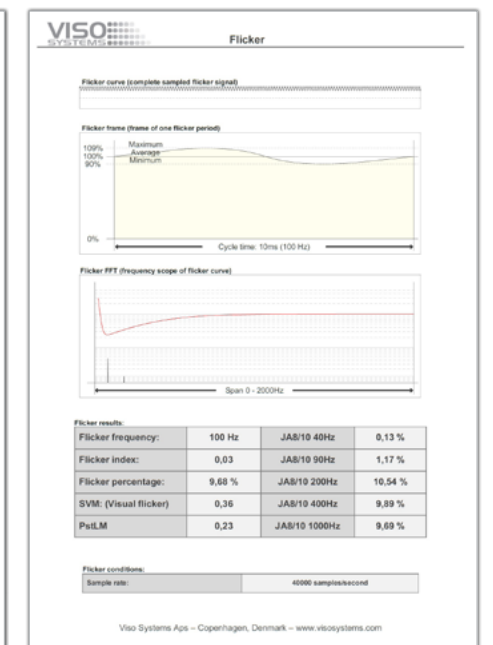 VISO
SYSTEMS
Flicker
Flicker curve (complete sampled flicker signal)
Flicker frame (frame of one flicker period)
109%
Maximum
100%
Average
90%
Minimum
0%
Cycle time: 10ms (100 Hz)
Flicker FFT (frequency scope of flicker curve)
Span 0 - 2000Hz
Flicker results:
Flicker frequency: 100 Hz JA8/10 40Hz 0,13 %
Flicker index: 0,03 JA8/10 90Hz 1,17 %
Flicker percentage: 9,68 % JA8/10 200Hz 10,54 %
SVM: (Visual flicker) 0,36 JA8/10 400Hz 9,89 %
PstLM 0,23 JA8/10 1000Hz 9,69 %
Flicker conditions:
Sample rate: 40000 samples/second
Viso Systems Aps – Copenhagen, Denmark – www.visosystems.com